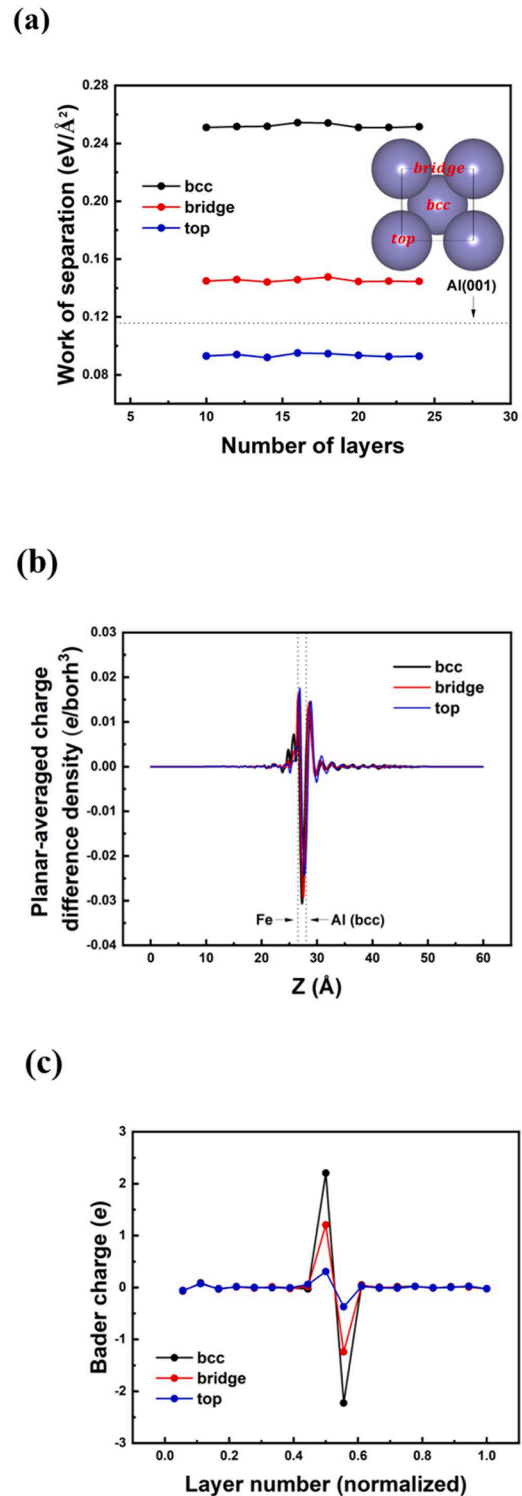 (a)
Work of separation (eV/Å²)
0.28
0.24
0.20
0.16
0.12
0.08
bcc
bridge
top
bridge
bcc
top
Al(001)
5
10
15
20
25
30
Number of layers
(b)
Planar-averaged charge
difference density (e/borh³)
0.03
0.02
0.01
0.00
-0.01
-0.02
-0.03
-0.04
bcc
bridge
top
Fe
Al (bcc)
0
10
20
30
40
50
60
Z (Å)
(c)
Bader charge (e)
3
2
1
0
-1
-2
-3
bcc
bridge
top
0.0
0.2
0.4
0.6
0.8
1.0
Layer number (normalized)